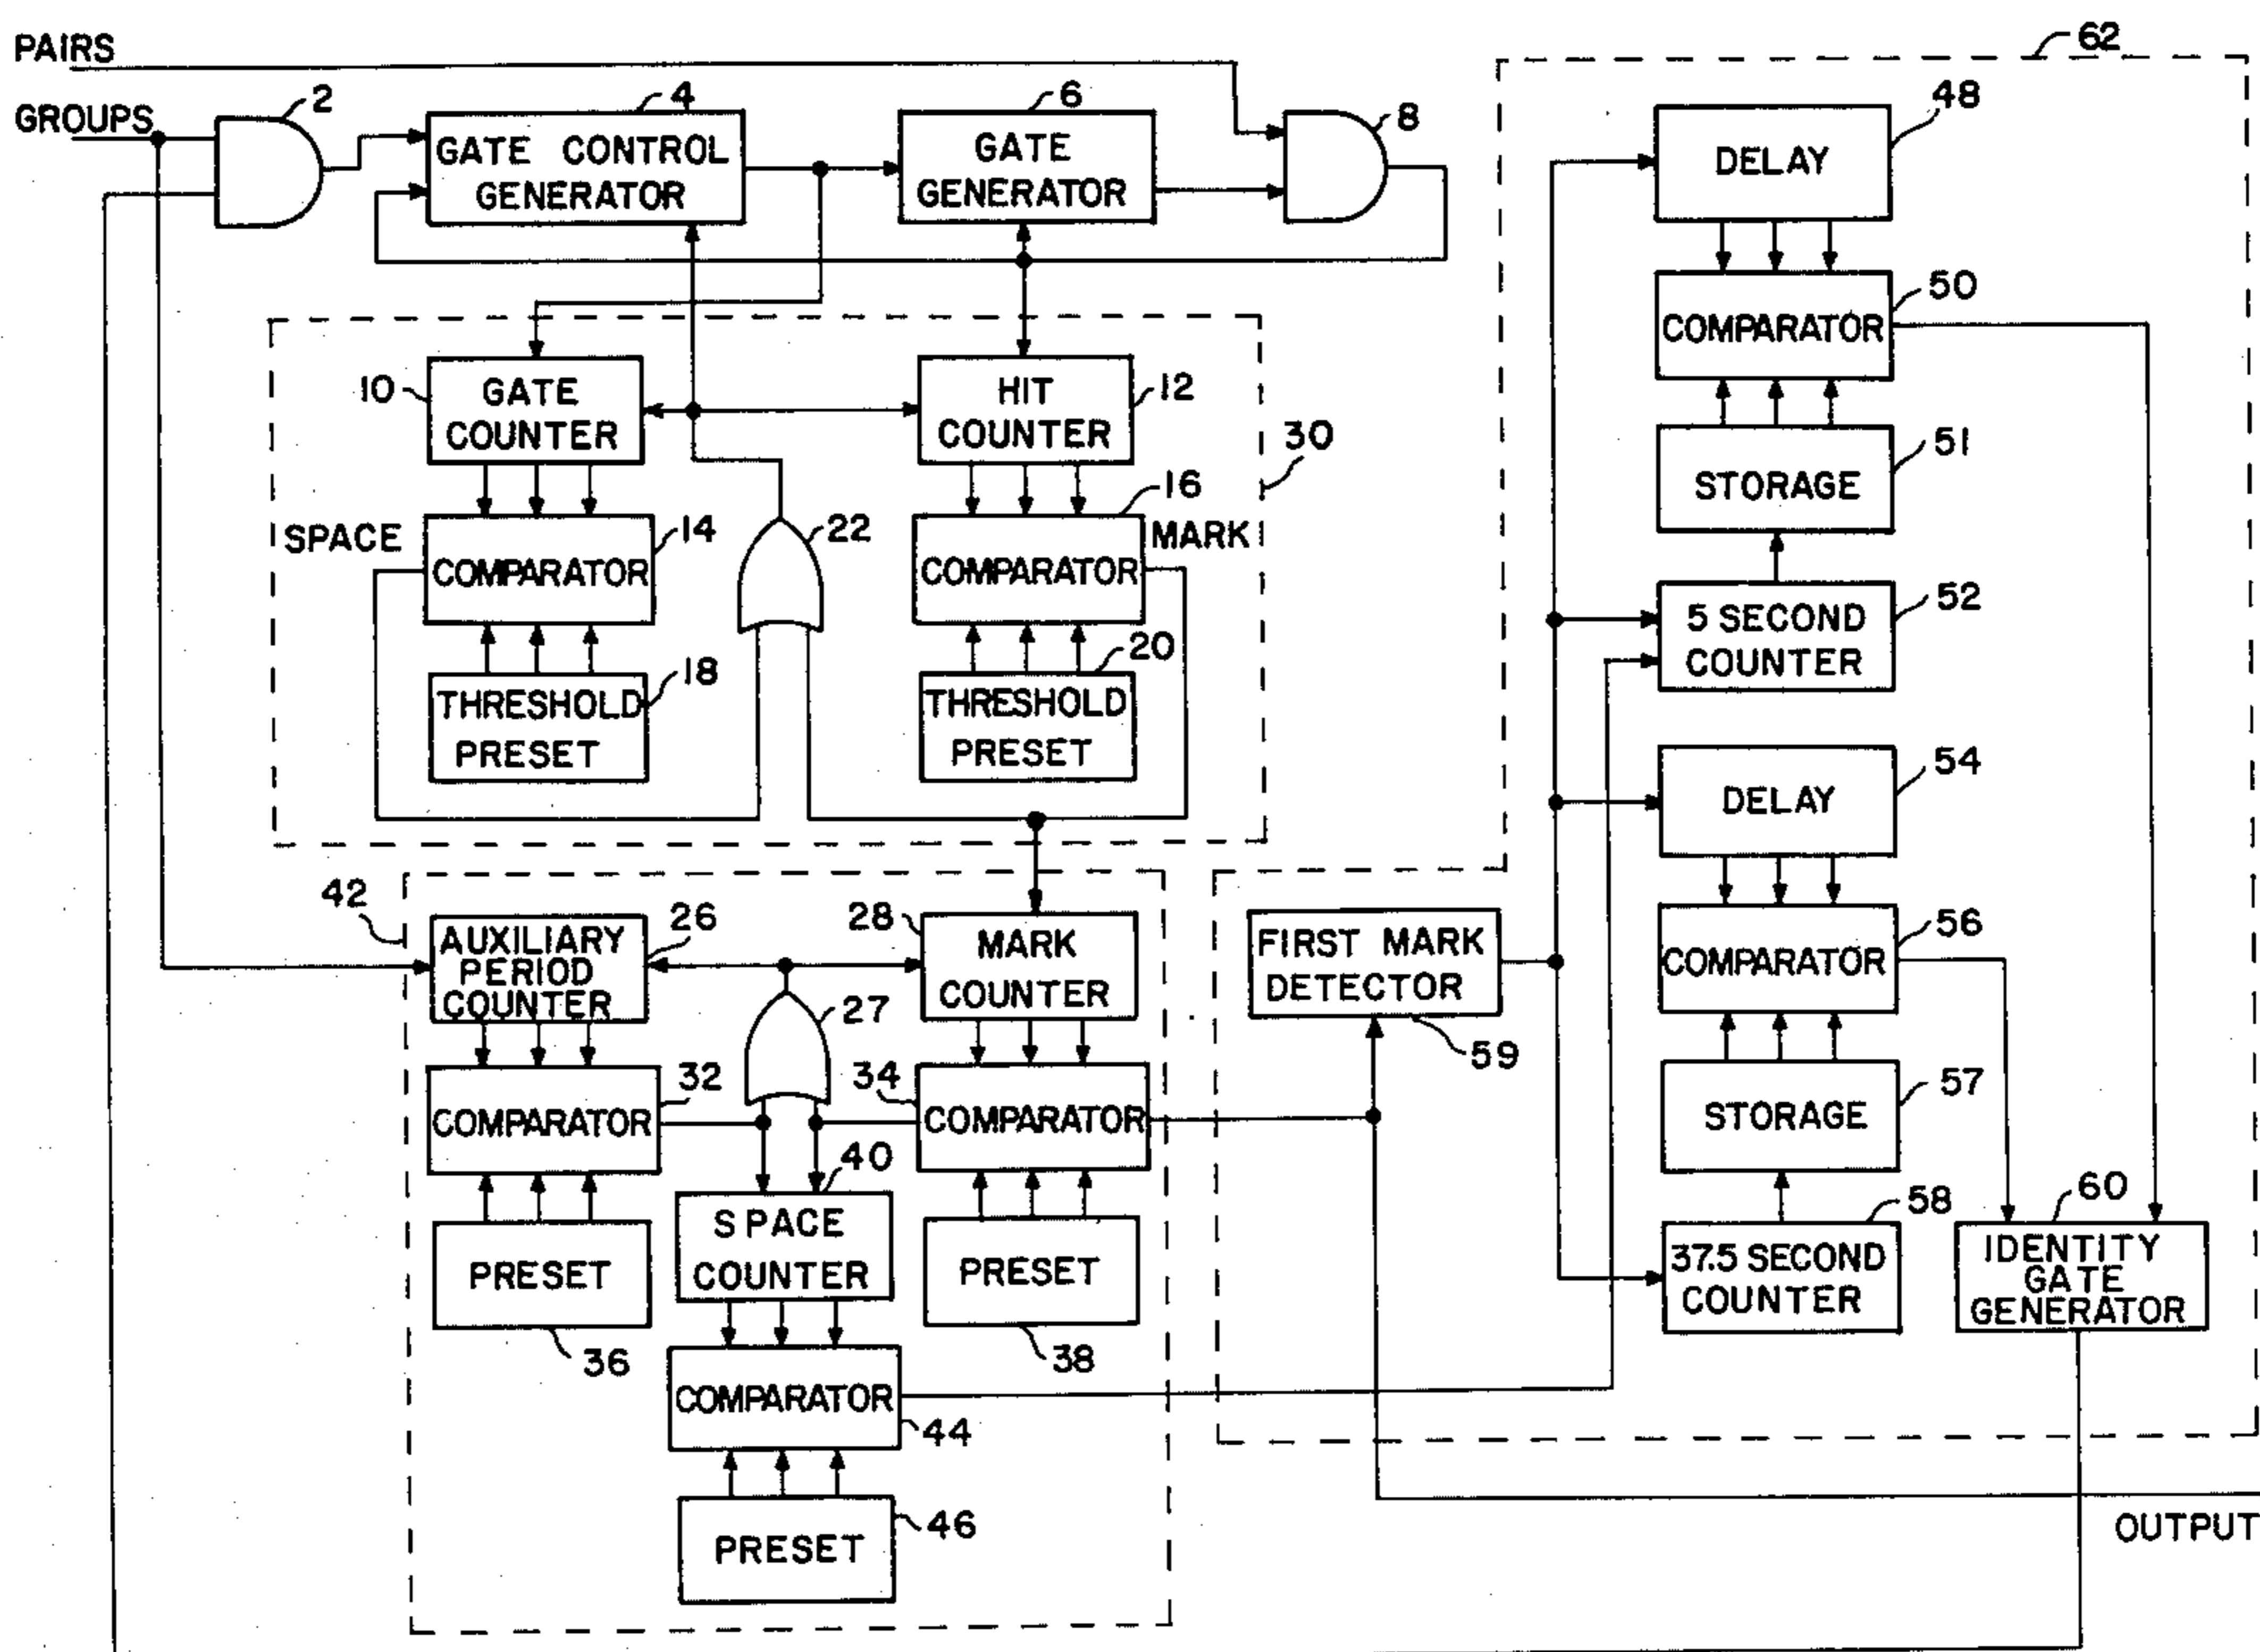 PAIRS
62
GROUPS
2
4
GATE CONTROL
GENERATOR
6
GATE
GENERATOR
8
48
DELAY
50
COMPARATOR
10
GATE
COUNTER
HIT
COUNTER
12
30
51
STORAGE
SPACE
COMPARATOR
14
22
16
COMPARATOR
MARK
52
5 SECOND
COUNTER
18
THRESHOLD
PRESET
20
THRESHOLD
PRESET
54
DELAY
42
AUXILIARY
PERIOD
COUNTER
26
28
MARK
COUNTER
FIRST MARK
DETECTOR
59
56
COMPARATOR
27
32
COMPARATOR
34
COMPARATOR
57
STORAGE
40
SPACE
COUNTER
PRESET
36
PRESET
38
58
37.5 SECOND
COUNTER
60
IDENTITY
GATE
GENERATOR
COMPARATOR
44
PRESET
46
OUTPUT